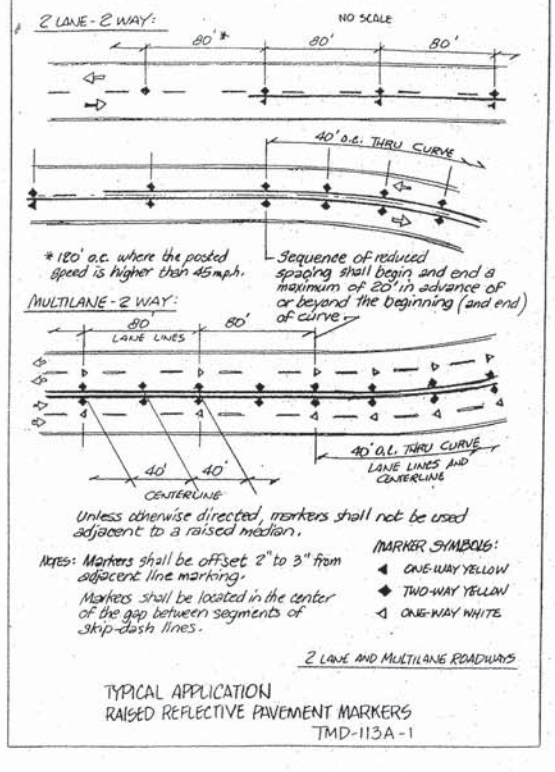 2 LANE-2 WAY:
NO SCALE
80'*
80'
80'
40' O.C. THRU CURVE
* 120' o.c. where the posted
speed is higher than 45 m.p.h.
Sequence of reduced
spacing shall begin and end a
maximum of 20' in advance of
or beyond the beginning (and end)
of curve
MULTILANE-2 WAY:
80'
80'
LANE LINES
40' O.C. THRU CURVE
LANE LINES AND
CENTERLINE
40'
40'
CENTERLINE
Unless otherwise directed, markers shall not be used
adjacent to a raised median.
NOTES: Markers shall be offset 2" to 3" from
adjacent line marking.
Markers shall be located in the center
of the gap between segments of
skip-dash lines.
MARKER SYMBOLS:
ONE-WAY YELLOW
TWO-WAY YELLOW
ONE-WAY WHITE
2 LANE AND MULTILANE ROADWAYS
TYPICAL APPLICATION
RAISED REFLECTIVE PAVEMENT MARKERS
TMD-113A-1